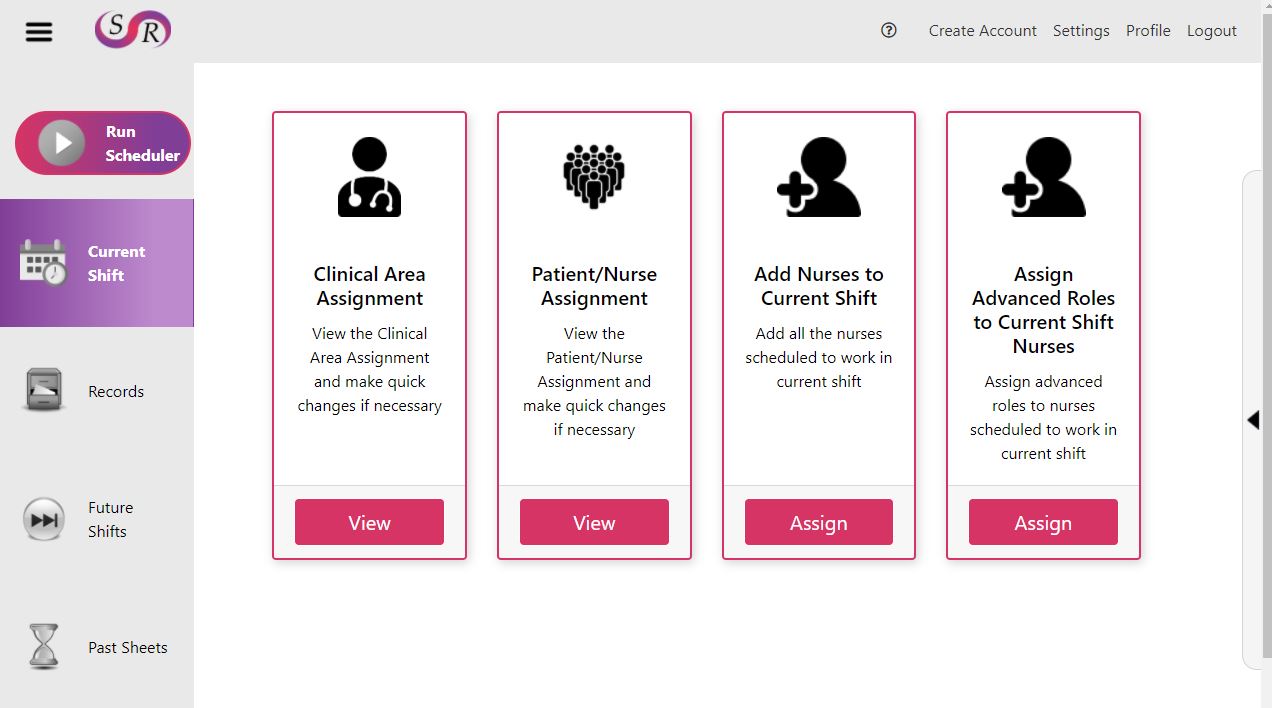 SR
Create Account Settings Profile Logout
Run
Scheduler
Current
Shift
Records
Future
Shifts
Past Sheets
Clinical Area
Assignment
View the Clinical
Area Assignment
and make quick
changes if necessary
View
Patient/Nurse
Assignment
View the
Patient/Nurse
Assignment and
make quick changes
if necessary
View
Add Nurses to
Current Shift
Add all the nurses
scheduled to work in
current shift
Assign
Assign
Advanced Roles
to Current Shift
Nurses
Assign advanced
roles to nurses
scheduled to work in
current shift
Assign